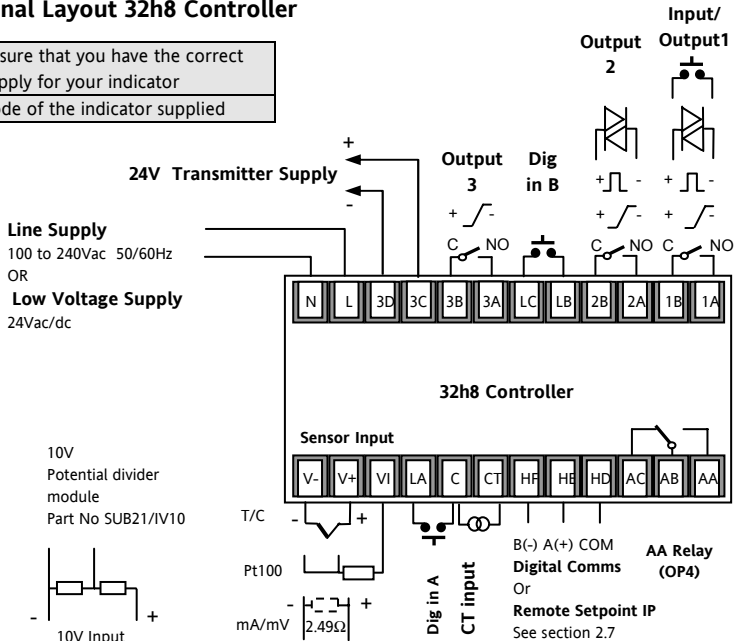 nal Layout 32h8 Controller
sure that you have the correct
pply for your indicator
ode of the indicator supplied
Input/
Output1
Output
2
24V Transmitter Supply
+
-
Output
3
Dig
in B
+ -
+ -
+ -
+ -
+ -
C NO
C NO
C NO
Line Supply
100 to 240Vac 50/60Hz
OR
Low Voltage Supply
24Vac/dc
N L 3D 3C 3B 3A LC LB 2B 2A 1B 1A
32h8 Controller
Sensor Input
V- V+ VI LA C CT HF HE HD AC AB AA
10V
Potential divider
module
Part No SUB21/IV10
- +
10V Input
T/C - +
Pt100
- +
mA/mV 2.49Ω
Dig in A
CT input
B(-) A(+) COM
Digital Comms
Or
Remote Setpoint IP
See section 2.7
AA Relay
(OP4)